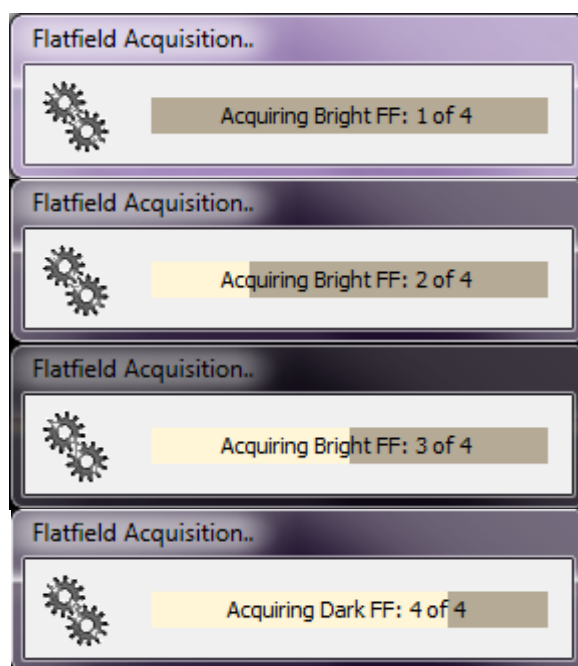 Flatfield Acquisition..
Acquiring Bright FF: 1 of 4
Flatfield Acquisition..
Acquiring Bright FF: 2 of 4
Flatfield Acquisition..
Acquiring Bright FF: 3 of 4
Flatfield Acquisition..
Acquiring Dark FF: 4 of 4